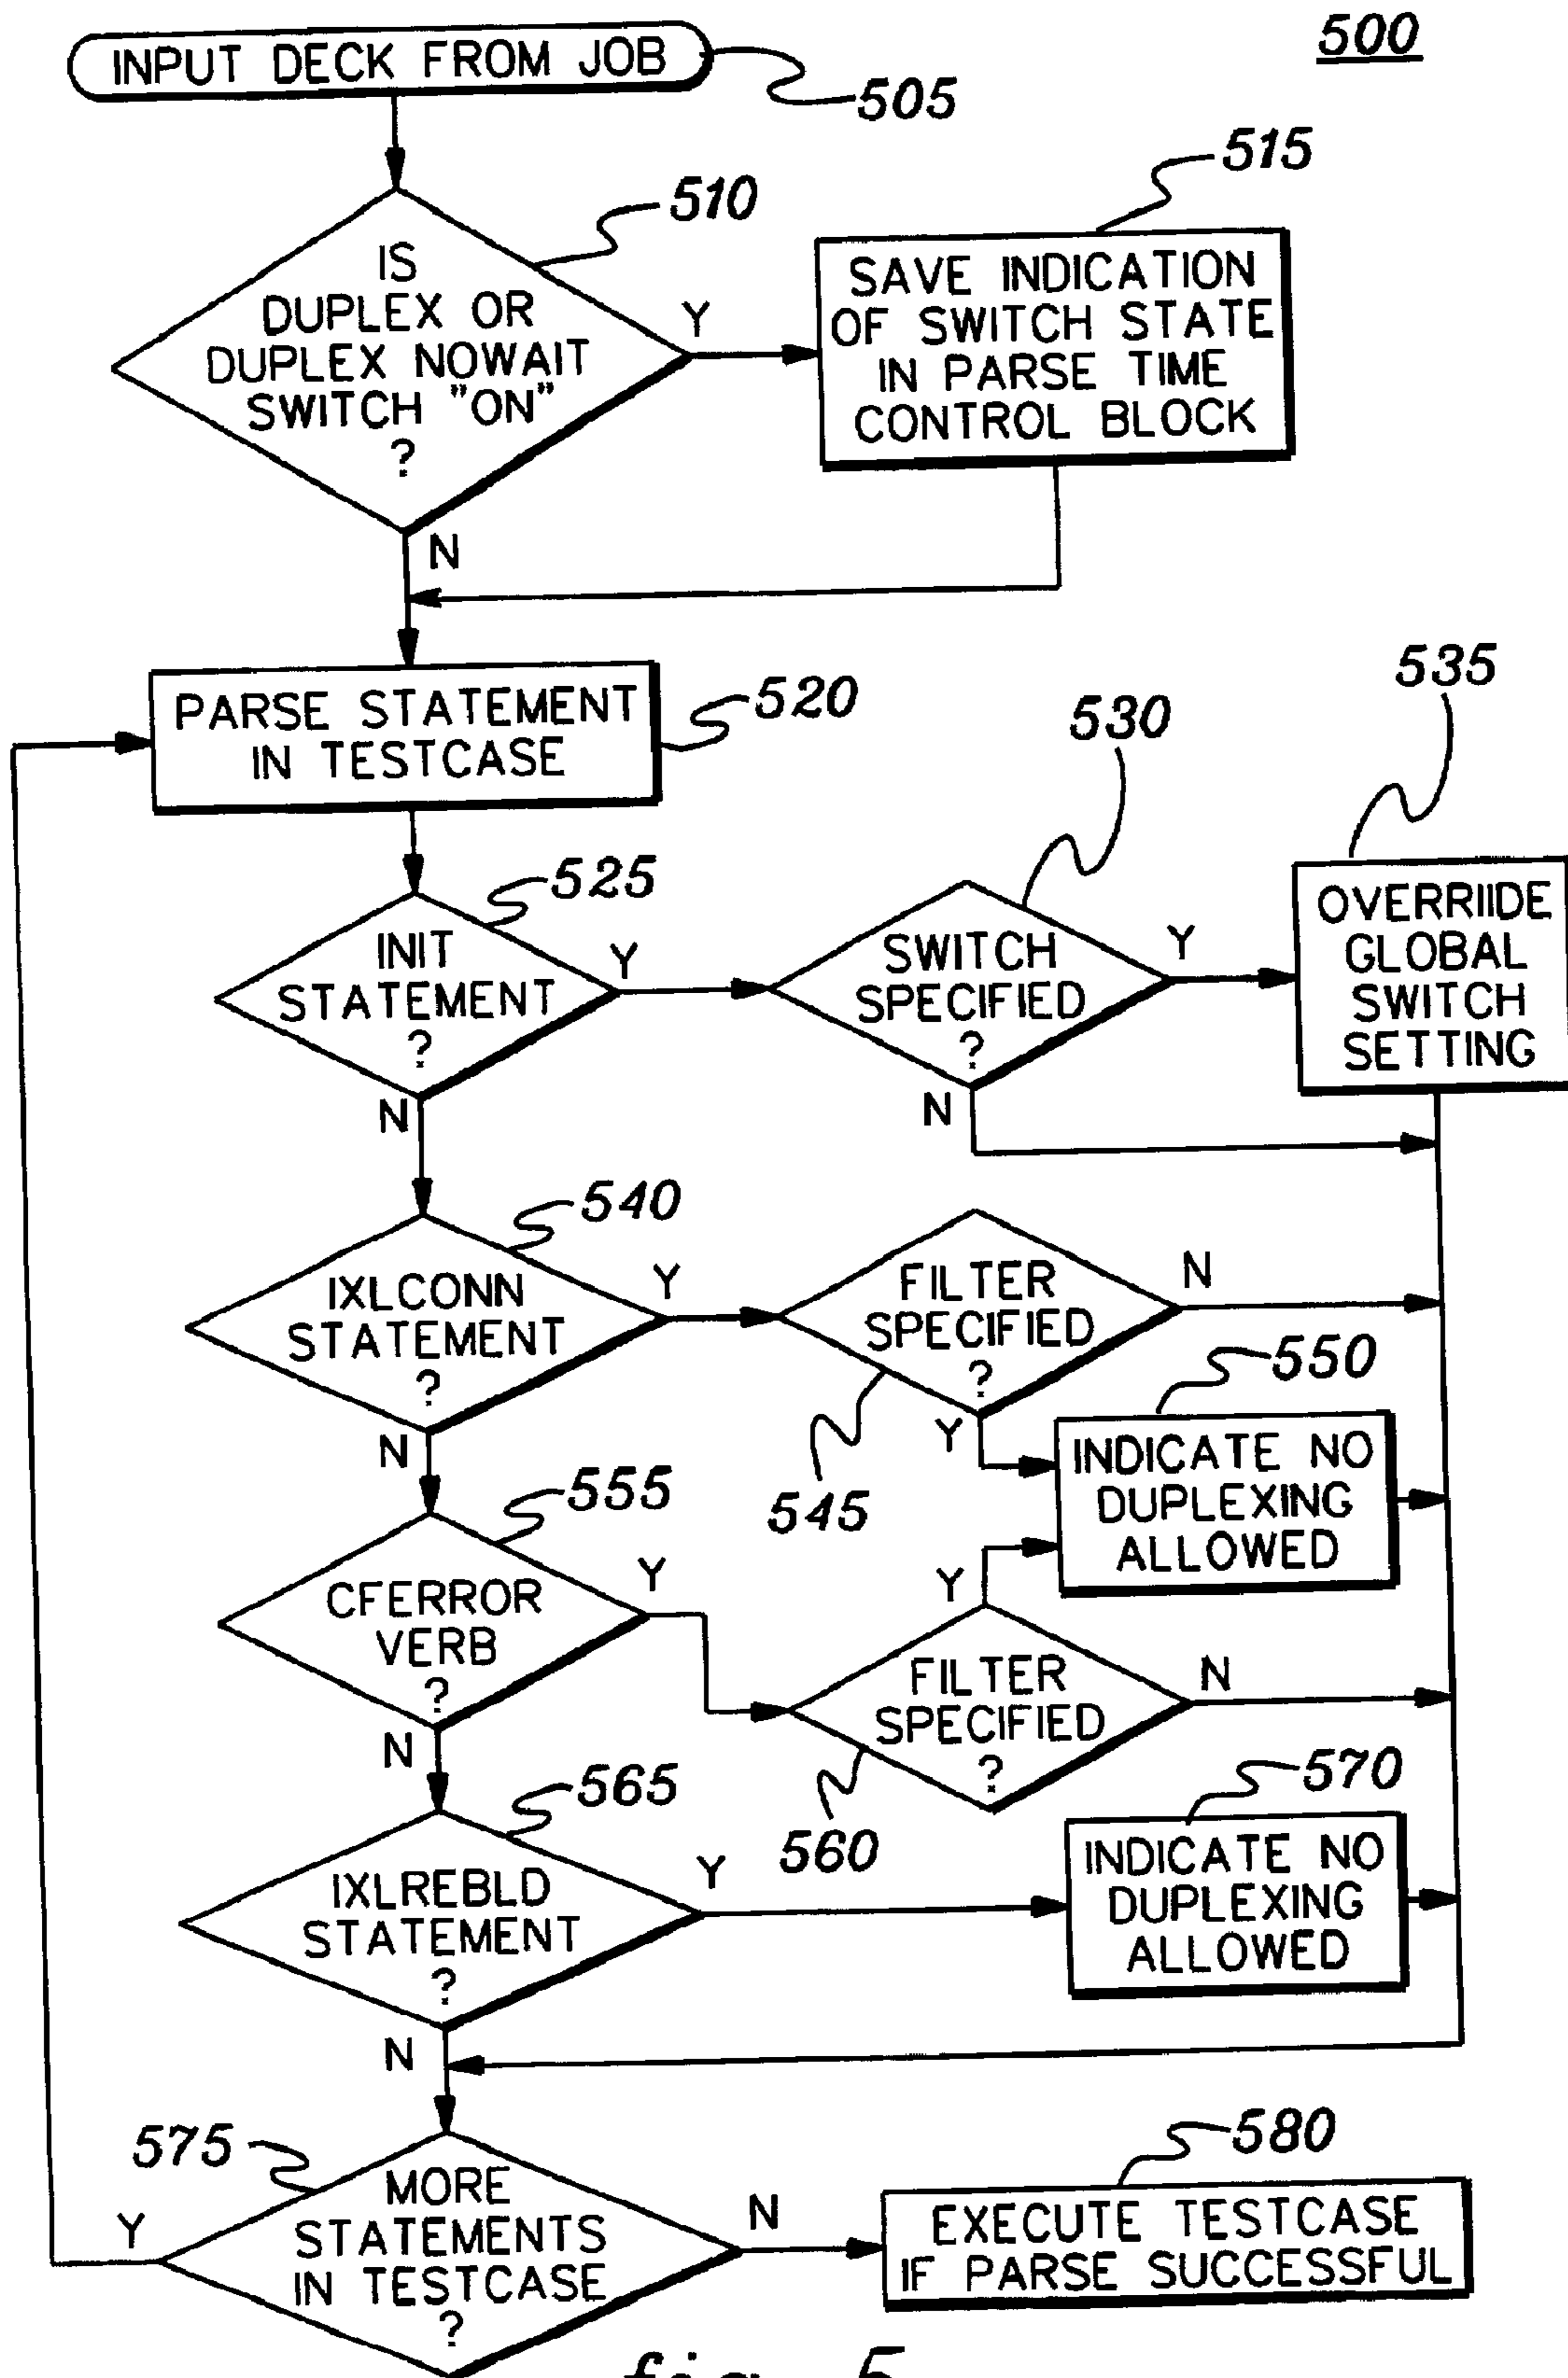 500
INPUT DECK FROM JOB
505
510
IS
DUPLEX OR
DUPLEX NOWAIT
SWITCH "ON"
?
Y
N
515
SAVE INDICATION
OF SWITCH STATE
IN PARSE TIME
CONTROL BLOCK
PARSE STATEMENT
IN TESTCASE
520
525
INIT
STATEMENT
?
Y
N
530
SWITCH
SPECIFIED
?
Y
N
535
OVERRIIDE
GLOBAL
SWITCH
SETTING
540
IXLCONN
STATEMENT
?
Y
N
FILTER
SPECIFIED
?
N
Y
545
550
INDICATE NO
DUPLEXING
ALLOWED
555
CFERROR
VERB
?
Y
N
FILTER
SPECIFIED
?
Y
N
560
565
IXLREBLD
STATEMENT
?
Y
N
570
INDICATE NO
DUPLEXING
ALLOWED
575
MORE
STATEMENTS
IN TESTCASE
?
Y
N
580
EXECUTE TESTCASE
IF PARSE SUCCESSFUL
fig. 5